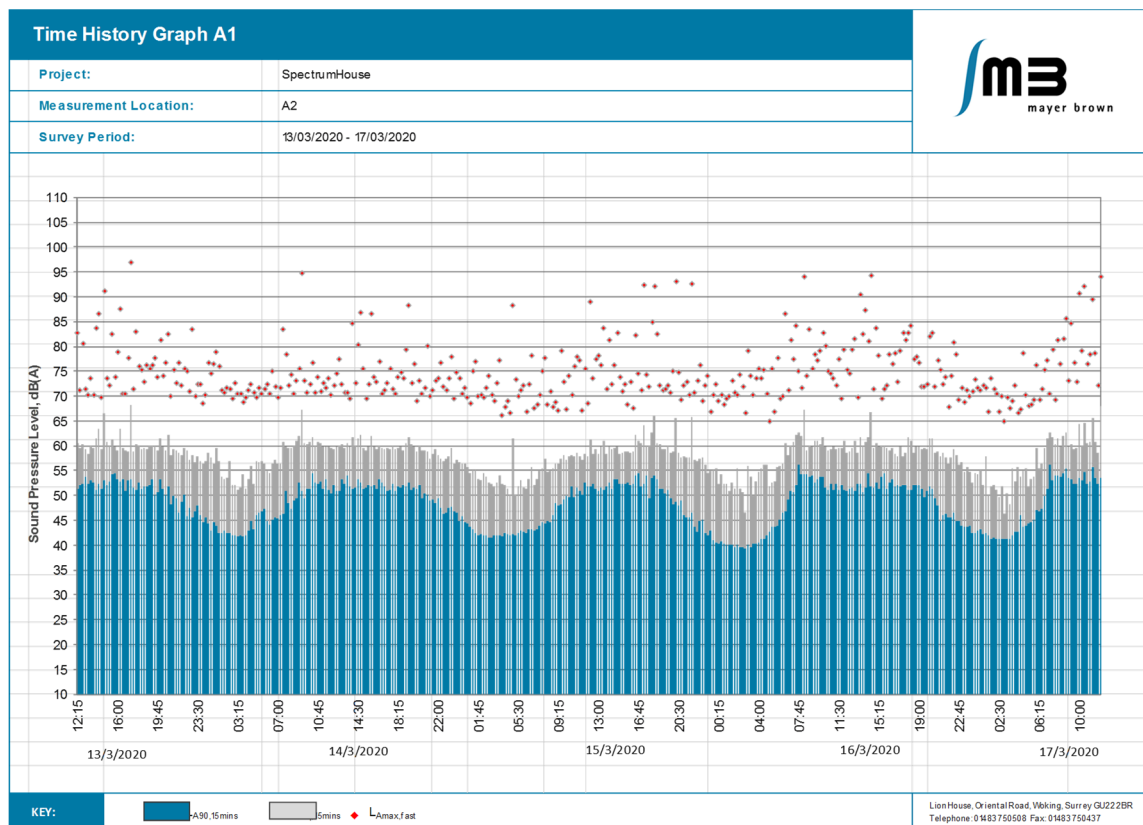 Time History Graph A1
Project: SpectrumHouse
Measurement Location: A2
Survey Period: 13/03/2020 - 17/03/2020
m3
mayer brown
Sound Pressure Level, dB(A)
110
105
100
95
90
85
80
75
70
65
60
55
50
45
40
35
30
25
20
15
10
12:15 16:00 19:45 23:30 03:15 07:00 10:45 14:30 18:15 22:00 01:45 05:30 09:15 13:00 16:45 20:30 00:15 04:00 07:45 11:30 15:15 19:00 22:45 02:30 06:15 10:00
13/3/2020 14/3/2020 15/3/2020 16/3/2020 17/3/2020
KEY: A90,15mins 5mins LAmax,fast
LionHouse, Oriental Road, Woking, Surrey GU222BR
Telephone: 01483750508 Fax: 01483750437